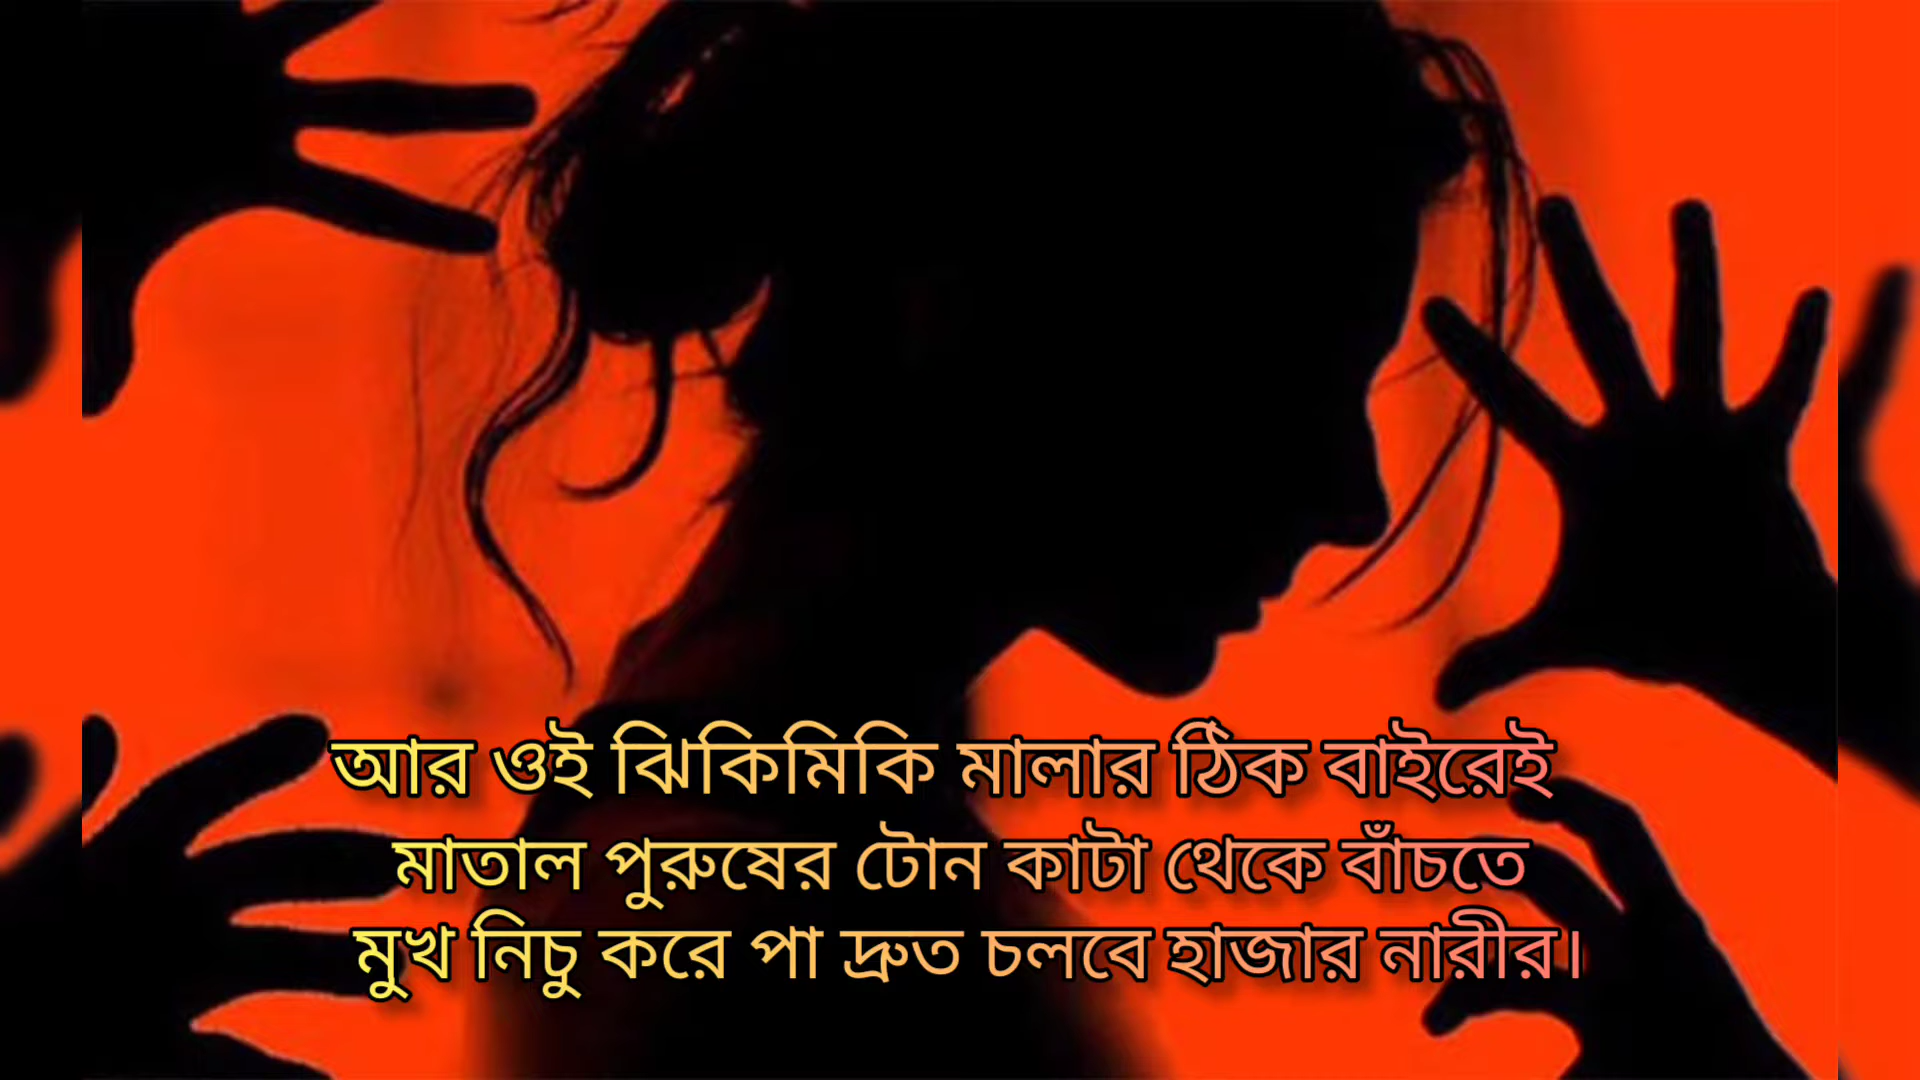 আর ওই ঝিকিমিকি মালার ঠিক বাইরেই
মাতাল পুরুষের টোন কাটা থেকে বাঁচতে
মুখ নিচু করে পা দ্রুত চলবে হাজার নারীর।